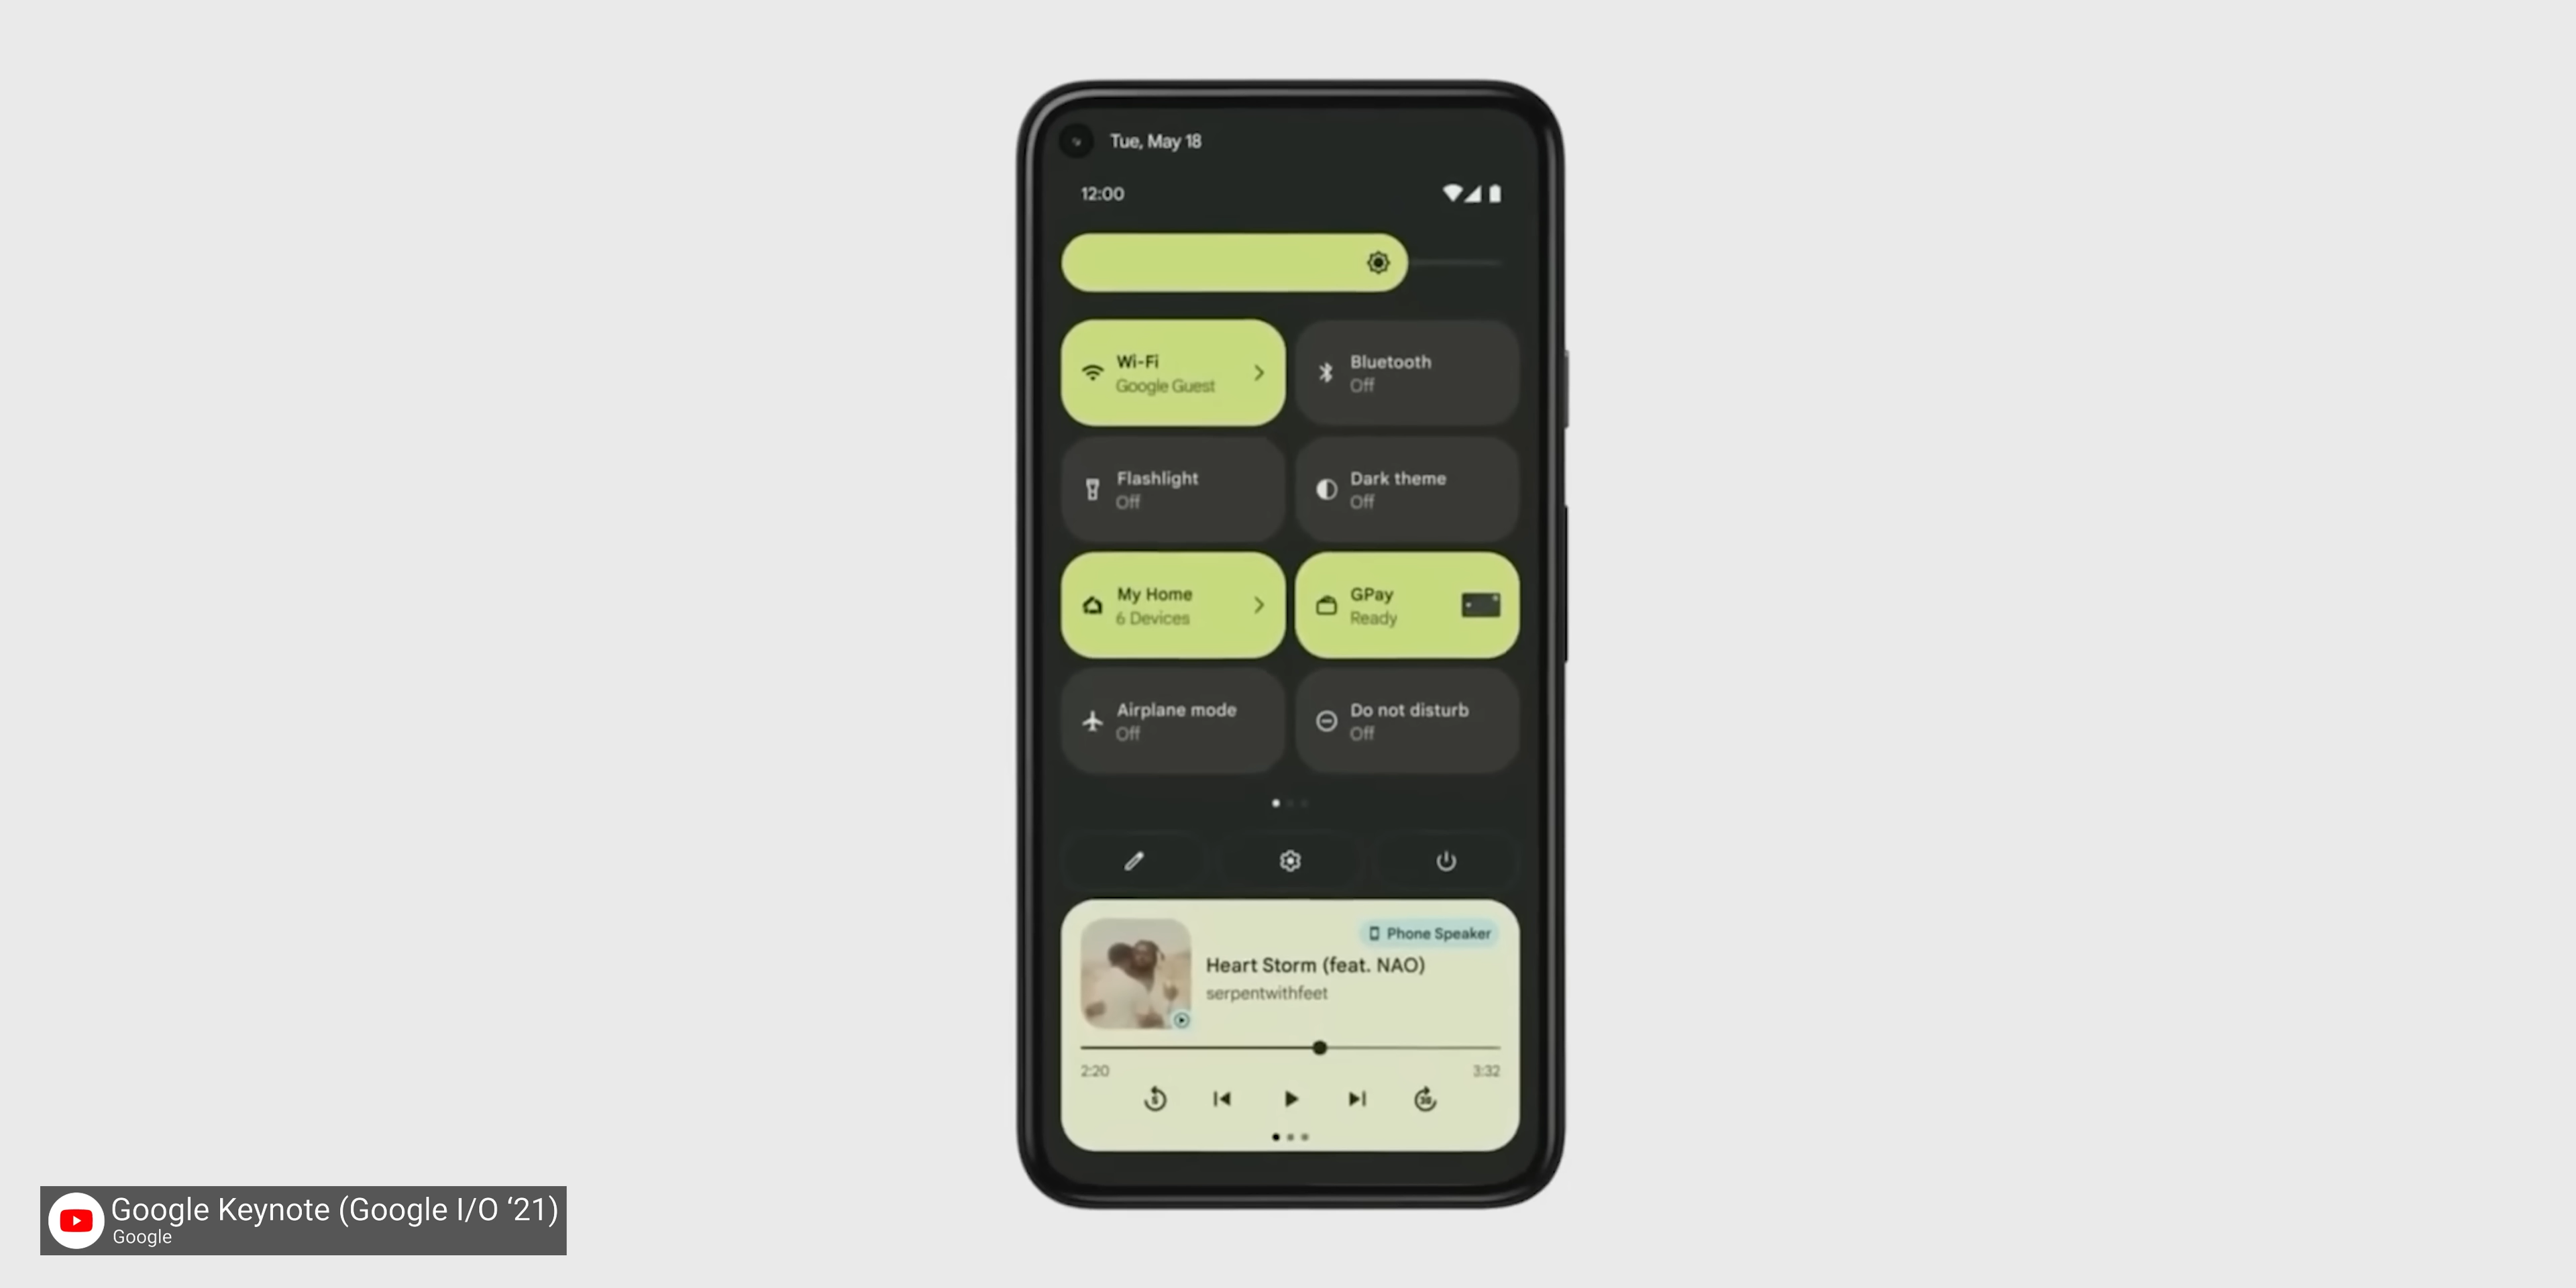 Tue, May 18
12:00
Wi-Fi
Google Guest
Bluetooth
Off
Flashlight
Off
Dark theme
Off
My Home
6 Devices
GPay
Ready
Airplane mode
Off
Do not disturb
Off
Phone Speaker
Heart Storm (feat. NAO)
serpentwithfeet
2:20
3:32
5
30
Google Keynote (Google I/O ‘21)
Google